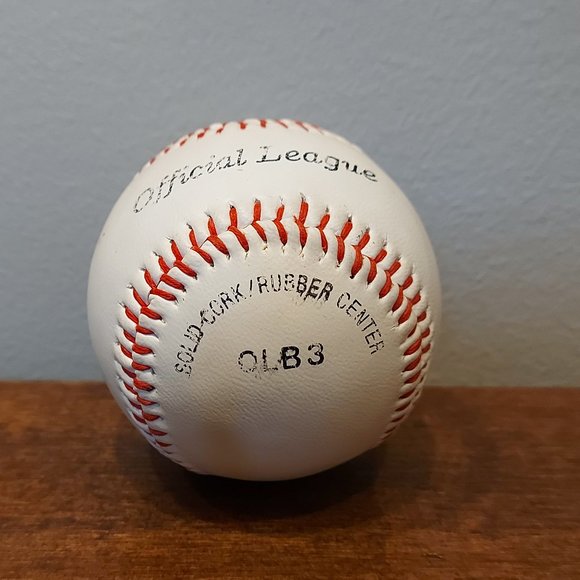 Official League
SOLID-CORK/RUBBER CENTER
OLB3